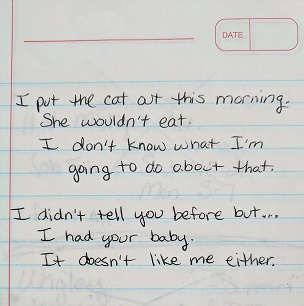 DATE
I put the cat out this morning.
She wouldn't eat.
I don't know what I'm
going to do about that.
I didn't tell you before but...
I had your baby.
It doesn't like me either.